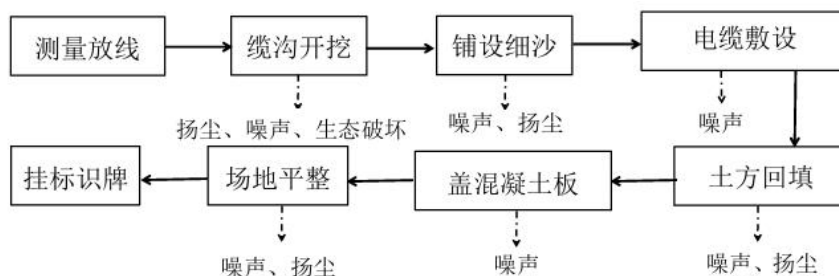 测量放线 缆沟开挖 铺设细沙 电缆敷设
扬尘、噪声、生态破坏 噪声、扬尘 噪声
挂标识牌 场地平整 盖混凝土板 土方回填
噪声、扬尘 噪声 噪声、扬尘